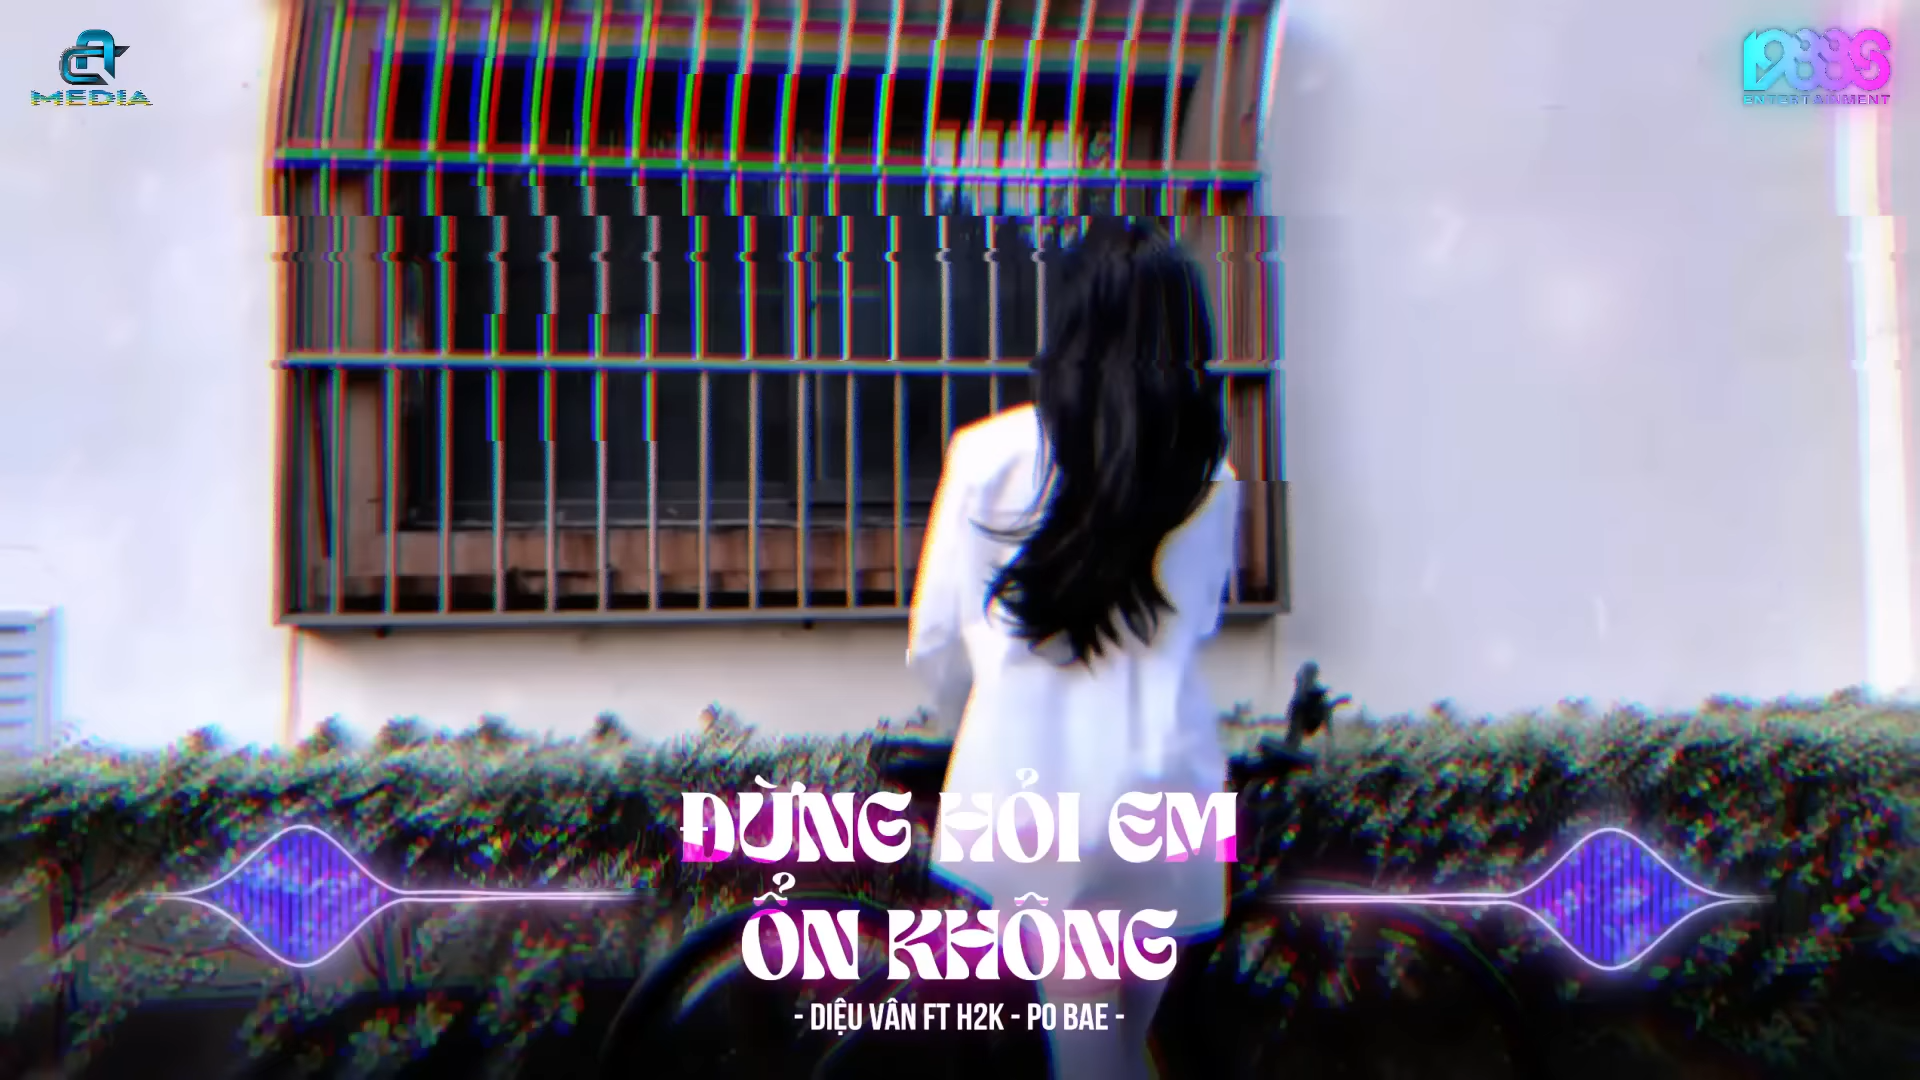 MEDIA
1988S
ENTERTAINMENT
ĐỪNG HỎI EM
ỔN KHÔNG
- DIỆU VÂN FT H2K - PO BAE -